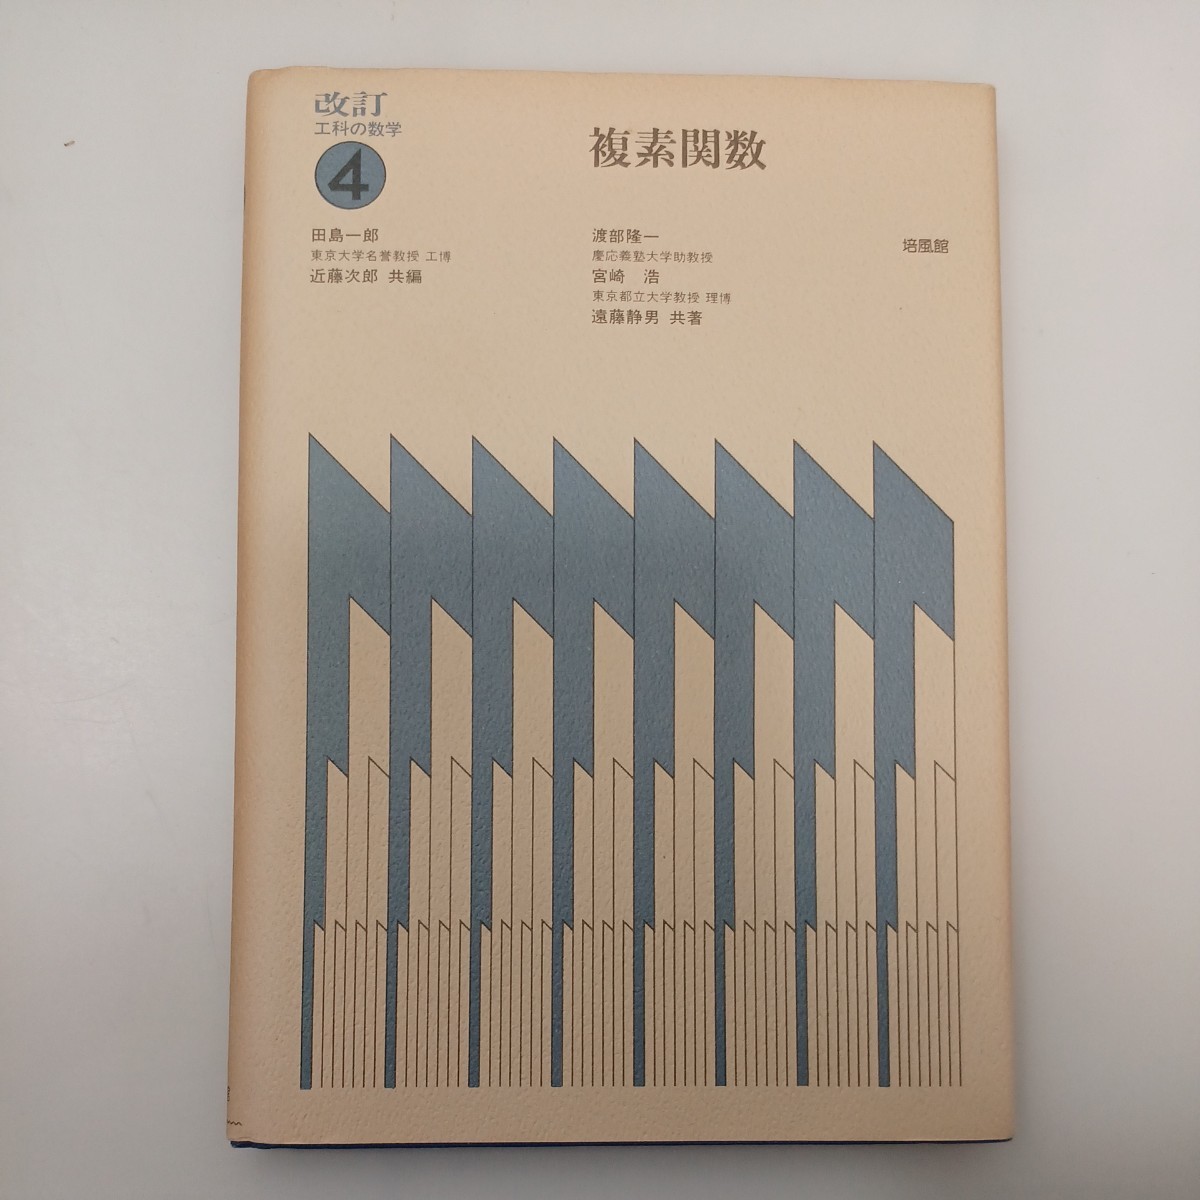 改訂
工科の数学
4
複素関数
田島一郎
東京大学名誉教授 工博
近藤次郎 共編
渡部隆一
慶応義塾大学助教授
宮崎 浩
東京都立大学教授 理博
遠藤静男 共著
培風館